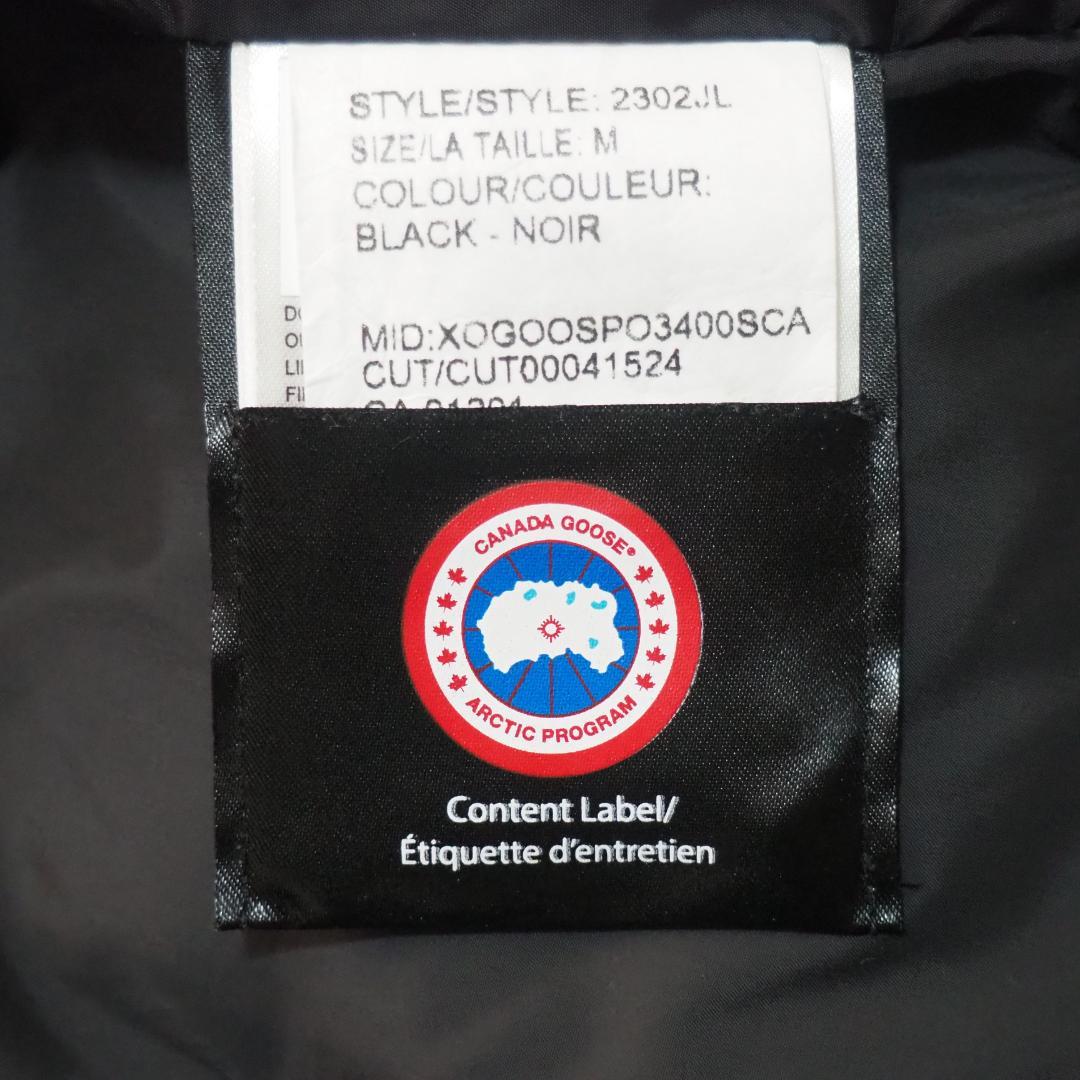 STYLE/STYLE: 2302JL
SIZE/LA TAILLE: M
COLOUR/COULEUR:
BLACK - NOIR
MID:XOGOOSPO3400SCA
CUT/CUT00041524
CANADA GOOSE®
ARCTIC PROGRAM
Content Label/
Étiquette d'entretien